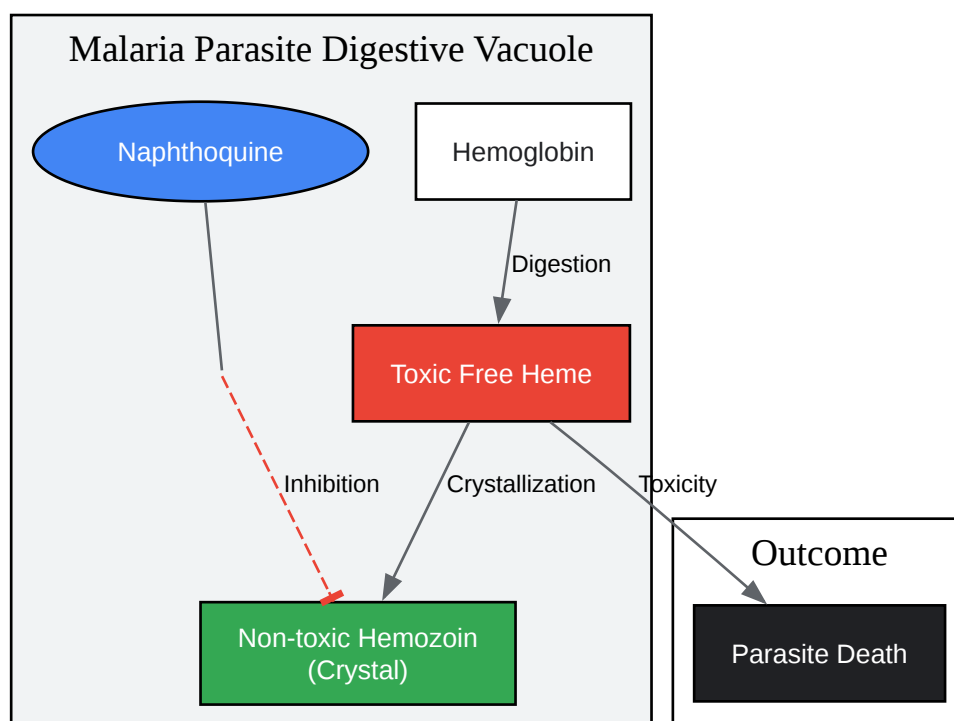 Malaria Parasite Digestive Vacuole
Naphthoquine
Hemoglobin
Digestion
Toxic Free Heme
Inhibition
Crystallization
Toxicity
Outcome
Non-toxic Hemozoin
(Crystal)
Parasite Death